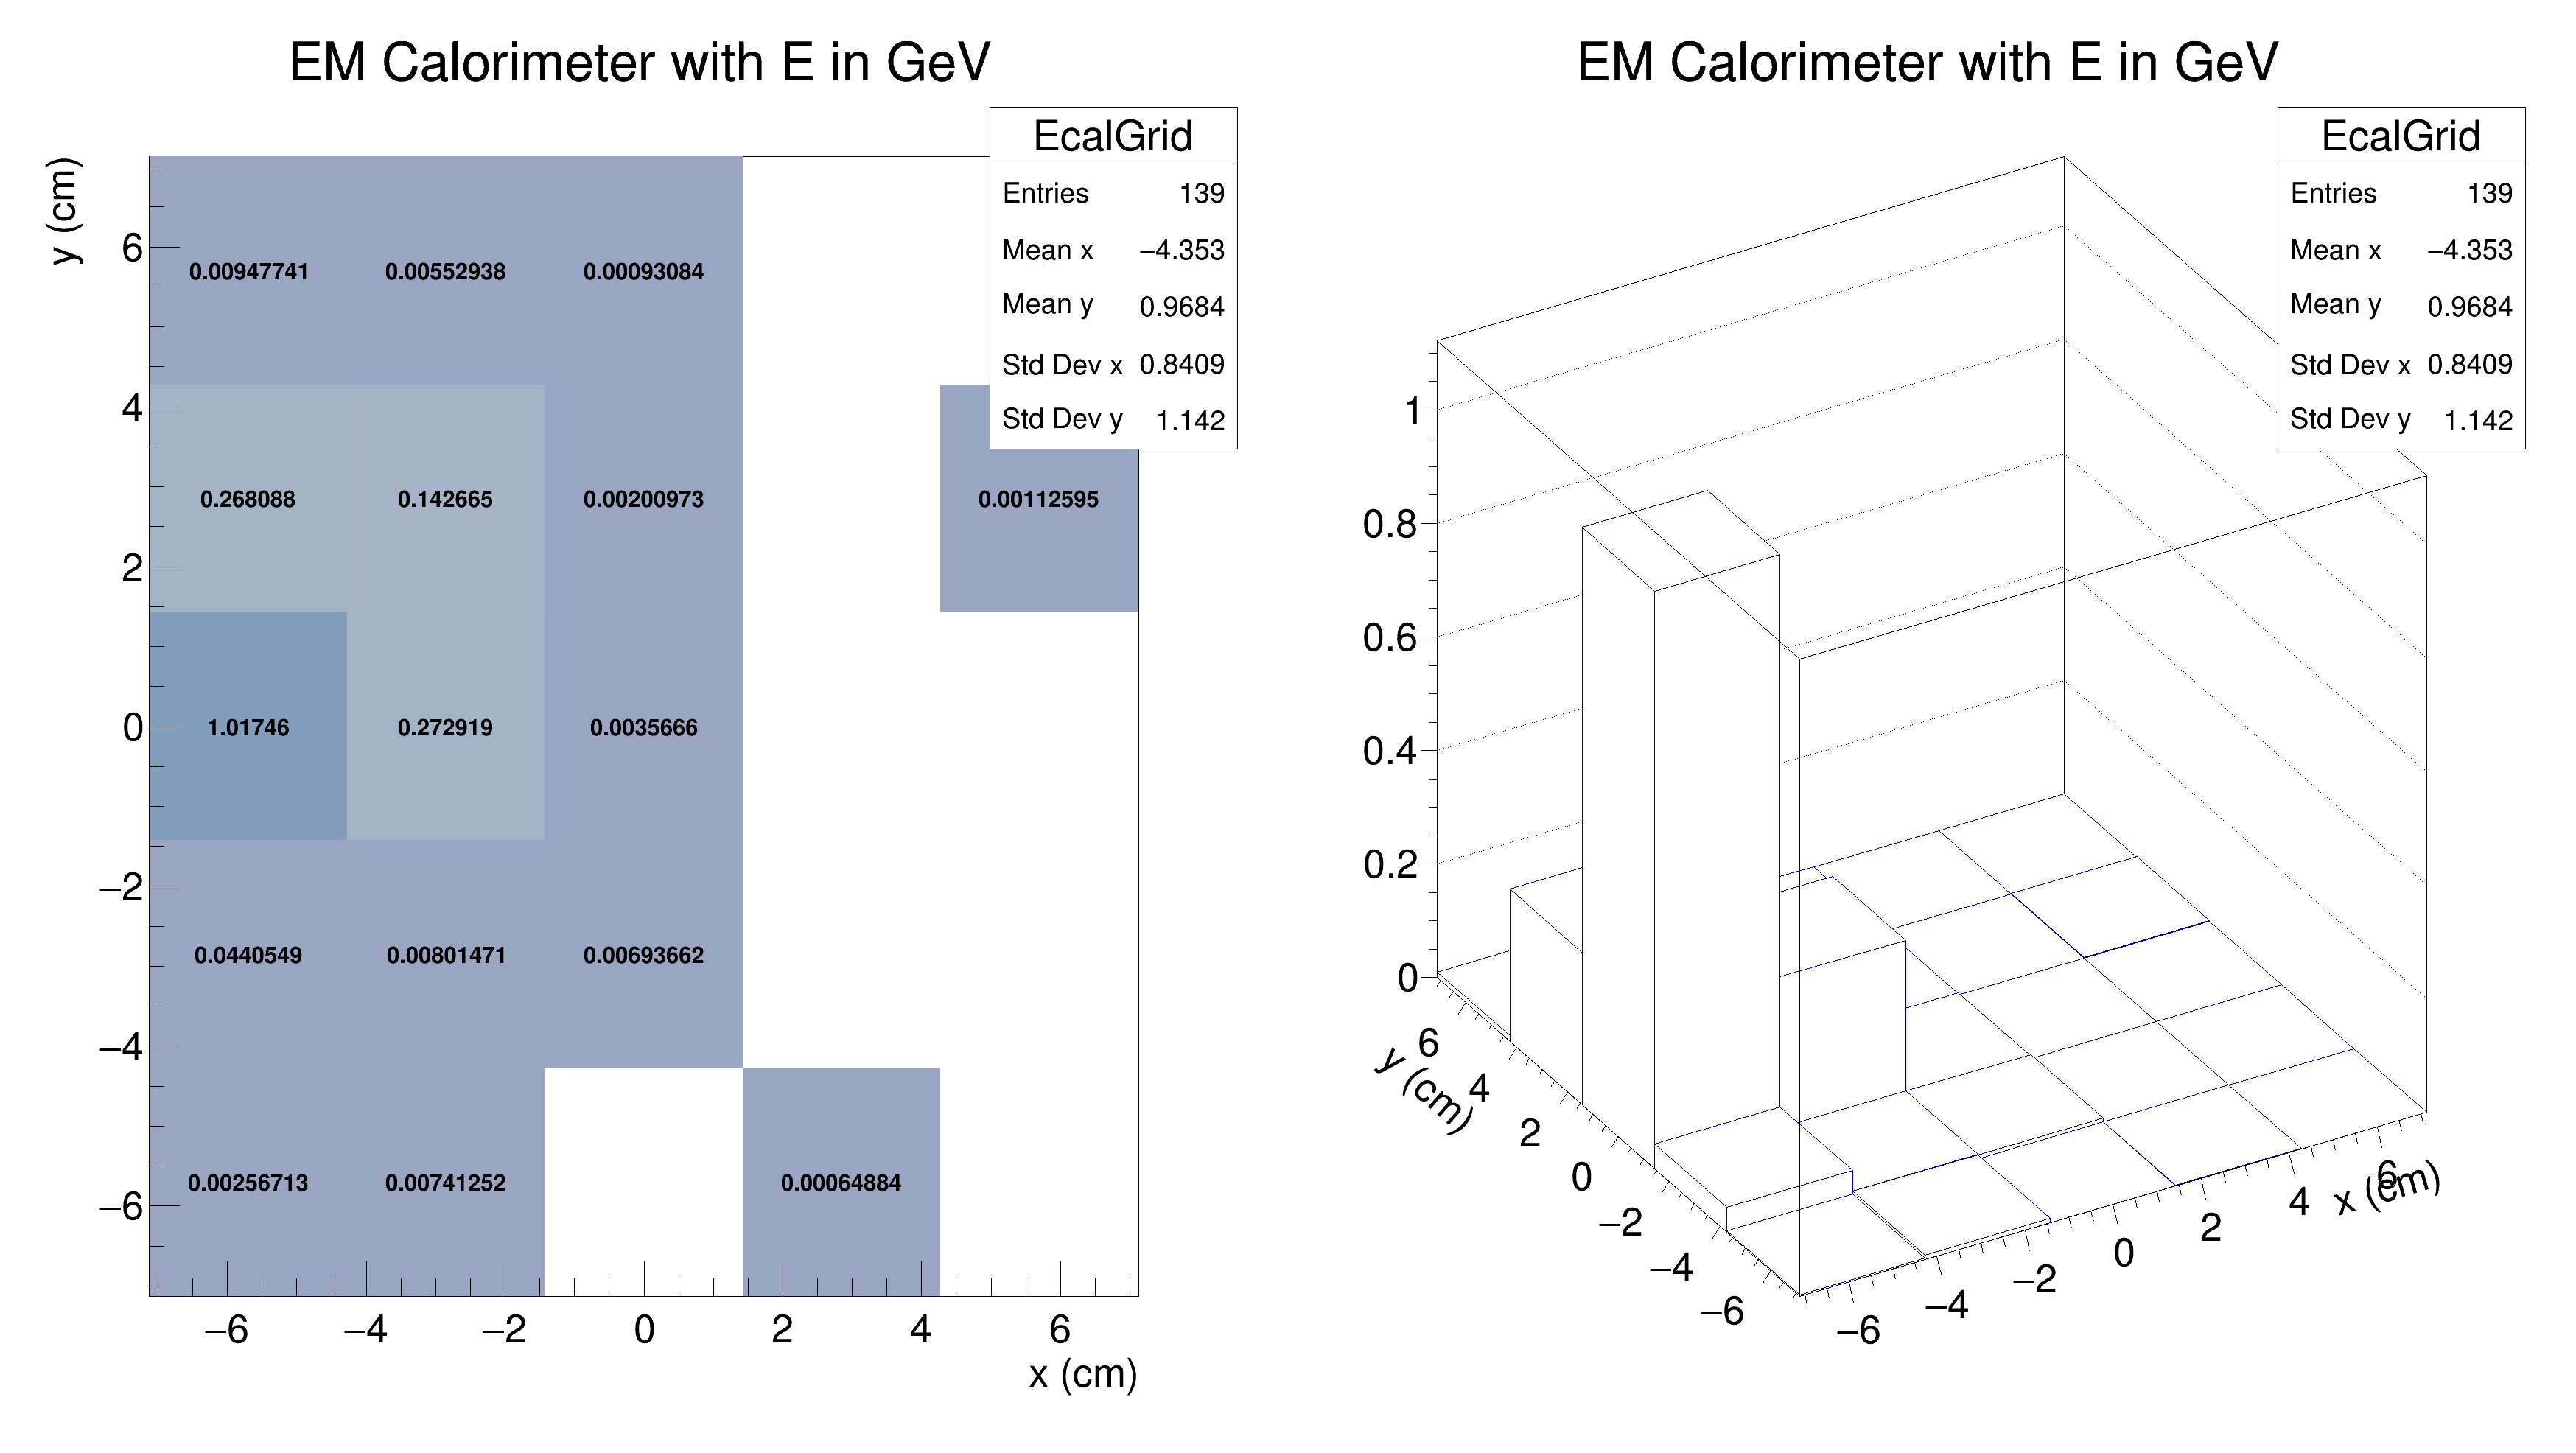 EM Calorimeter with E in GeV
EcalGrid
Entries 139
Mean x −4.353
Mean y 0.9684
Std Dev x 0.8409
Std Dev y 1.142
y (cm)
6
4
2
0
−2
−4
−6
0.00947741 0.00552938 0.00093084
0.268088 0.142665 0.00200973 0.00112595
1.01746 0.272919 0.0035666
0.0440549 0.00801471 0.00693662
0.00256713 0.00741252 0.00064884
−6 −4 −2 0 2 4 6
x (cm)
EM Calorimeter with E in GeV
EcalGrid
Entries 139
Mean x −4.353
Mean y 0.9684
Std Dev x 0.8409
Std Dev y 1.142
1
0.8
0.6
0.4
0.2
0
6
4
2
0
−2
−4
−6
y (cm)
−6 −4 −2 0 2 4 6
x (cm)